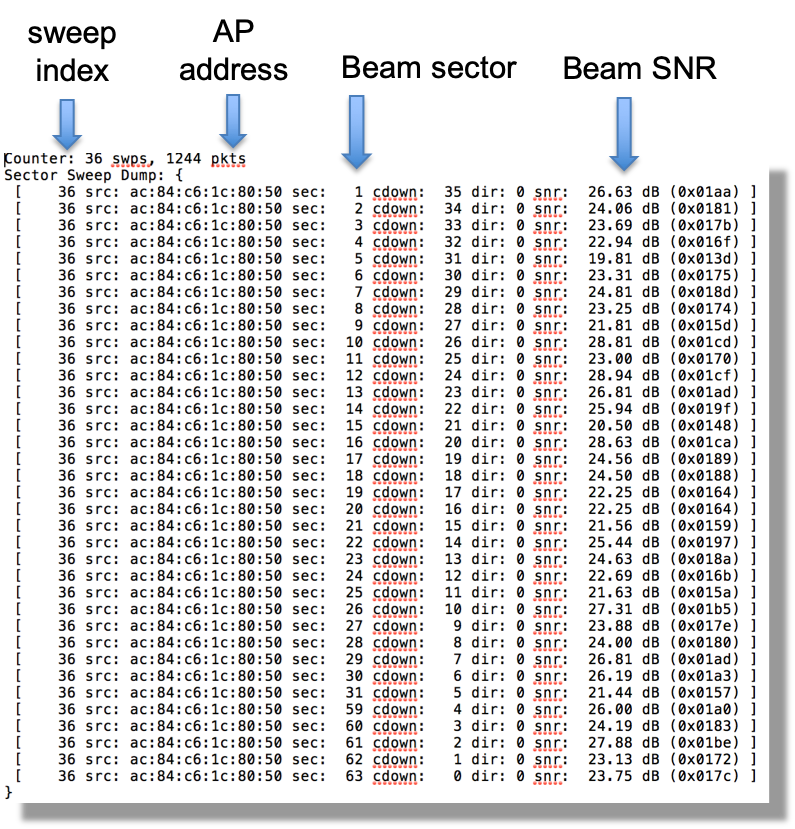 sweep index
AP address
Beam sector
Beam SNR
Counter: 36 swps, 1244 pkts
Sector Sweep Dump: {
[ 36 src: ac:84:c6:1c:80:50 sec: 1 cdown: 35 dir: 0 snr: 26.63 dB (0x01aa) ]
[ 36 src: ac:84:c6:1c:80:50 sec: 2 cdown: 34 dir: 0 snr: 24.06 dB (0x0181) ]
[ 36 src: ac:84:c6:1c:80:50 sec: 3 cdown: 33 dir: 0 snr: 23.69 dB (0x017b) ]
[ 36 src: ac:84:c6:1c:80:50 sec: 4 cdown: 32 dir: 0 snr: 22.94 dB (0x016f) ]
[ 36 src: ac:84:c6:1c:80:50 sec: 5 cdown: 31 dir: 0 snr: 19.81 dB (0x013d) ]
[ 36 src: ac:84:c6:1c:80:50 sec: 6 cdown: 30 dir: 0 snr: 23.31 dB (0x0175) ]
[ 36 src: ac:84:c6:1c:80:50 sec: 7 cdown: 29 dir: 0 snr: 24.81 dB (0x018d) ]
[ 36 src: ac:84:c6:1c:80:50 sec: 8 cdown: 28 dir: 0 snr: 23.25 dB (0x0174) ]
[ 36 src: ac:84:c6:1c:80:50 sec: 9 cdown: 27 dir: 0 snr: 21.81 dB (0x015d) ]
[ 36 src: ac:84:c6:1c:80:50 sec: 10 cdown: 26 dir: 0 snr: 28.81 dB (0x01cd) ]
[ 36 src: ac:84:c6:1c:80:50 sec: 11 cdown: 25 dir: 0 snr: 23.00 dB (0x0170) ]
[ 36 src: ac:84:c6:1c:80:50 sec: 12 cdown: 24 dir: 0 snr: 28.94 dB (0x01cf) ]
[ 36 src: ac:84:c6:1c:80:50 sec: 13 cdown: 23 dir: 0 snr: 26.81 dB (0x01ad) ]
[ 36 src: ac:84:c6:1c:80:50 sec: 14 cdown: 22 dir: 0 snr: 25.94 dB (0x019f) ]
[ 36 src: ac:84:c6:1c:80:50 sec: 15 cdown: 21 dir: 0 snr: 20.50 dB (0x0148) ]
[ 36 src: ac:84:c6:1c:80:50 sec: 16 cdown: 20 dir: 0 snr: 28.63 dB (0x01ca) ]
[ 36 src: ac:84:c6:1c:80:50 sec: 17 cdown: 19 dir: 0 snr: 24.56 dB (0x0189) ]
[ 36 src: ac:84:c6:1c:80:50 sec: 18 cdown: 18 dir: 0 snr: 24.50 dB (0x0188) ]
[ 36 src: ac:84:c6:1c:80:50 sec: 19 cdown: 17 dir: 0 snr: 22.25 dB (0x0164) ]
[ 36 src: ac:84:c6:1c:80:50 sec: 20 cdown: 16 dir: 0 snr: 22.25 dB (0x0164) ]
[ 36 src: ac:84:c6:1c:80:50 sec: 21 cdown: 15 dir: 0 snr: 21.56 dB (0x0159) ]
[ 36 src: ac:84:c6:1c:80:50 sec: 22 cdown: 14 dir: 0 snr: 25.44 dB (0x0197) ]
[ 36 src: ac:84:c6:1c:80:50 sec: 23 cdown: 13 dir: 0 snr: 24.63 dB (0x018a) ]
[ 36 src: ac:84:c6:1c:80:50 sec: 24 cdown: 12 dir: 0 snr: 22.69 dB (0x016b) ]
[ 36 src: ac:84:c6:1c:80:50 sec: 25 cdown: 11 dir: 0 snr: 21.63 dB (0x015a) ]
[ 36 src: ac:84:c6:1c:80:50 sec: 26 cdown: 10 dir: 0 snr: 27.31 dB (0x01b5) ]
[ 36 src: ac:84:c6:1c:80:50 sec: 27 cdown: 9 dir: 0 snr: 23.88 dB (0x017e) ]
[ 36 src: ac:84:c6:1c:80:50 sec: 28 cdown: 8 dir: 0 snr: 24.00 dB (0x0180) ]
[ 36 src: ac:84:c6:1c:80:50 sec: 29 cdown: 7 dir: 0 snr: 26.81 dB (0x01ad) ]
[ 36 src: ac:84:c6:1c:80:50 sec: 30 cdown: 6 dir: 0 snr: 26.19 dB (0x01a3) ]
[ 36 src: ac:84:c6:1c:80:50 sec: 31 cdown: 5 dir: 0 snr: 21.44 dB (0x0157) ]
[ 36 src: ac:84:c6:1c:80:50 sec: 59 cdown: 4 dir: 0 snr: 26.00 dB (0x01a0) ]
[ 36 src: ac:84:c6:1c:80:50 sec: 60 cdown: 3 dir: 0 snr: 24.19 dB (0x0183) ]
[ 36 src: ac:84:c6:1c:80:50 sec: 61 cdown: 2 dir: 0 snr: 27.88 dB (0x01be) ]
[ 36 src: ac:84:c6:1c:80:50 sec: 62 cdown: 1 dir: 0 snr: 23.13 dB (0x0172) ]
[ 36 src: ac:84:c6:1c:80:50 sec: 63 cdown: 0 dir: 0 snr: 23.75 dB (0x017c) ]
}